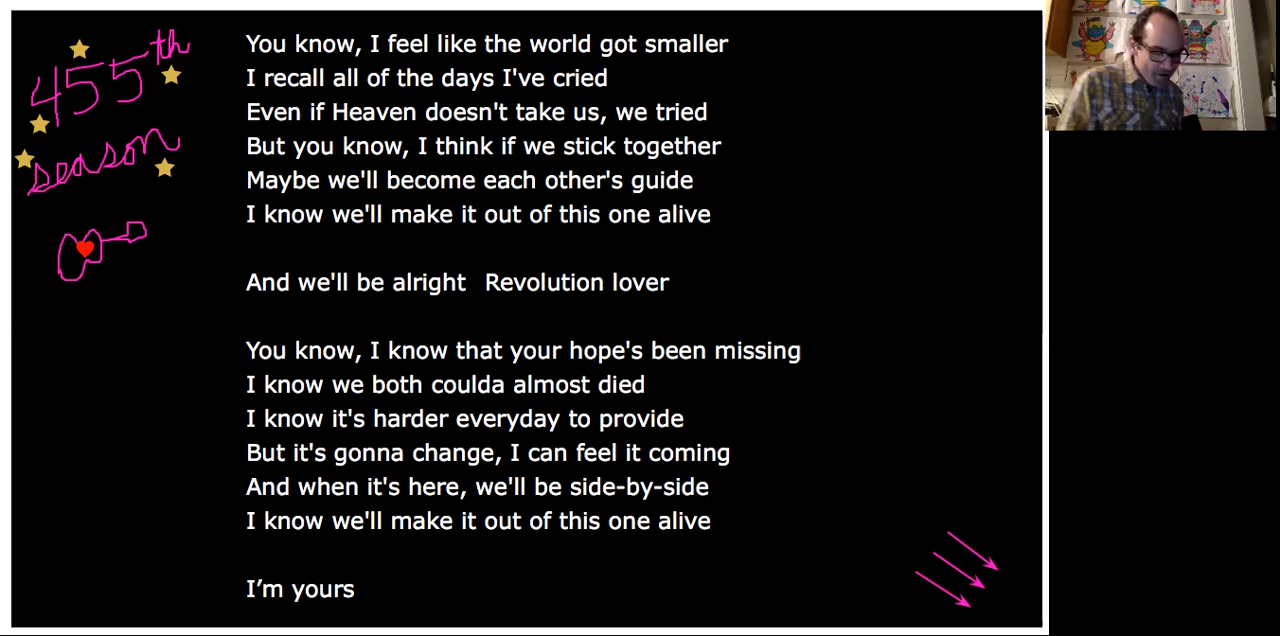 455th
season
You know, I feel like the world got smaller
I recall all of the days I've cried
Even if Heaven doesn't take us, we tried
But you know, I think if we stick together
Maybe we'll become each other's guide
I know we'll make it out of this one alive
And we'll be alright Revolution lover
You know, I know that your hope's been missing
I know we both coulda almost died
I know it's harder everyday to provide
But it's gonna change, I can feel it coming
And when it's here, we'll be side-by-side
I know we'll make it out of this one alive
I’m yours